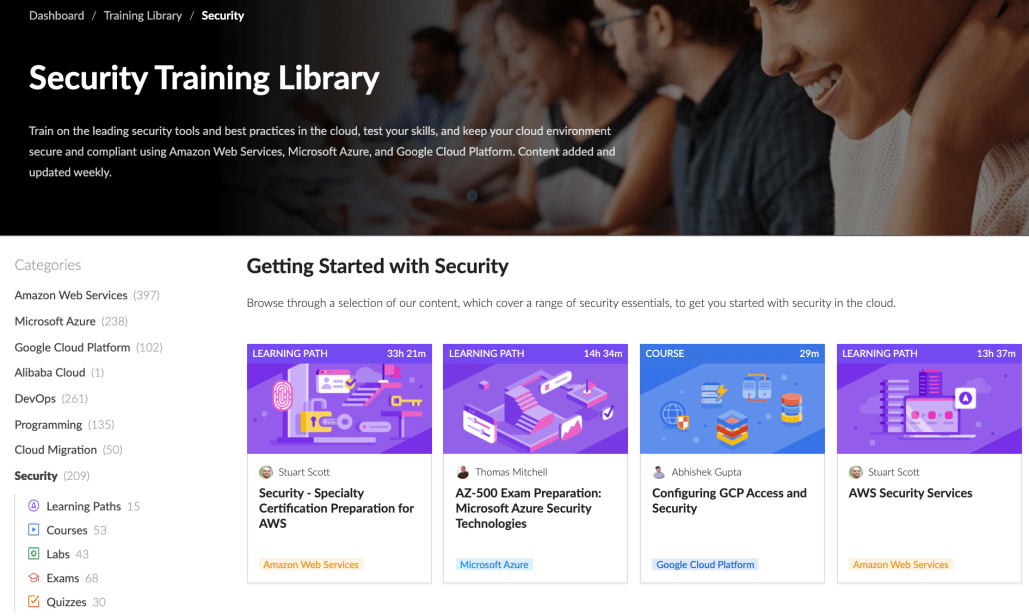 Dashboard / Training Library / Security
Security Training Library
Train on the leading security tools and best practices in the cloud, test your skills, and keep your cloud environment
secure and compliant using Amazon Web Services, Microsoft Azure, and Google Cloud Platform. Content added and
updated weekly.
Categories
Amazon Web Services (397)
Microsoft Azure (238)
Google Cloud Platform (102)
Alibaba Cloud (1)
DevOps (261)
Programming (135)
Cloud Migration (50)
Security (209)
Learning Paths 15
Courses 53
Labs 43
Exams 68
Quizzes 30
Getting Started with Security
Browse through a selection of our content, which cover a range of security essentials, to get you started with security in the cloud.
LEARNING PATH 33h 21m
Stuart Scott
Security - Specialty
Certification Preparation for
AWS
Amazon Web Services
LEARNING PATH 14h 34m
Thomas Mitchell
AZ-500 Exam Preparation:
Microsoft Azure Security
Technologies
Microsoft Azure
COURSE 29m
Abhishek Gupta
Configuring GCP Access and
Security
Google Cloud Platform
LEARNING PATH 13h 37m
Stuart Scott
AWS Security Services
Amazon Web Services